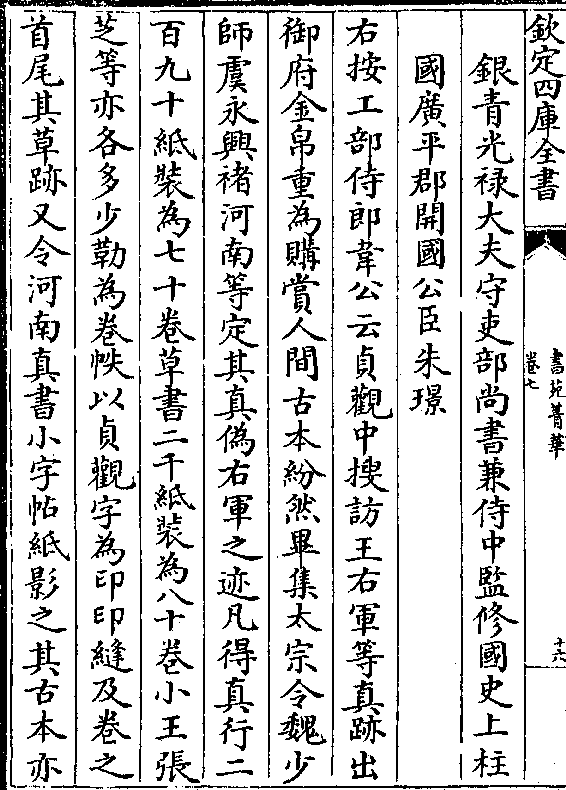 欽定四庫全書
書苑菁華
卷七
十六
銀青光禄大夫守吏部尚書兼侍中監修國史上柱
國廣平郡開國公臣朱璟
右按工部侍郎韋公云貞觀中搜訪王右軍等真跡出
御府金帛重為購賞人間古本紛然畢集太宗令魏少
師虞永興褚河南等定其真偽右軍之迹凡得真行二
百九十紙裝為七十卷草書二千紙裝為八十卷小王張
芝等亦各多少勒為卷帙以貞觀字為印印縫及卷之
首尾其草跡又令河南真書小字帖紙影之其古本亦